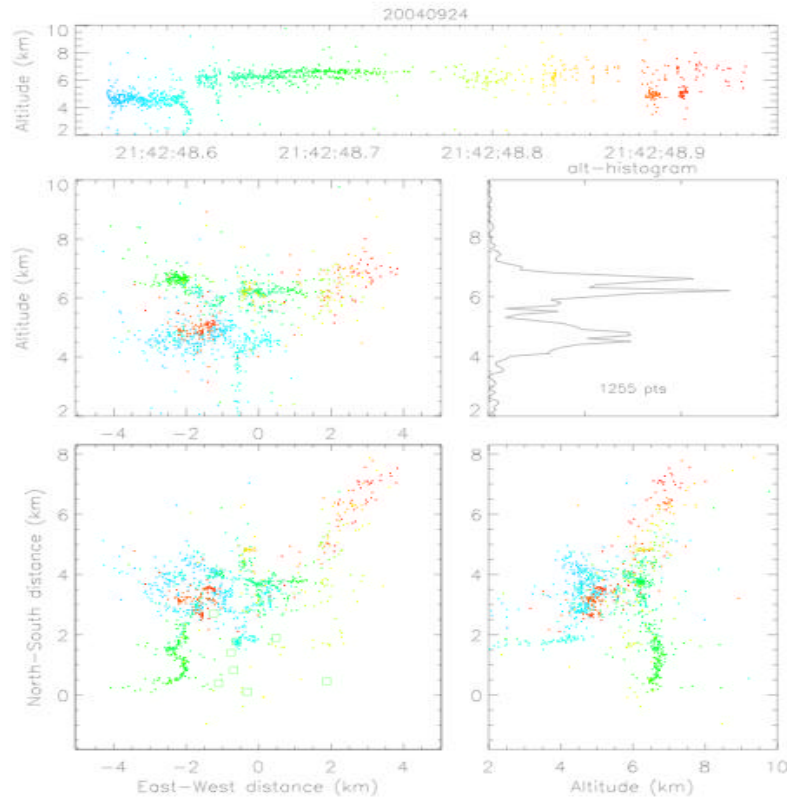 20040924
Altitude (km)
10
8
6
4
2
21:42:48.6 21:42:48.7 21:42:48.8 21:42:48.9
alt-histogram
Altitude (km)
10
8
6
4
2
-4 -2 0 2 4
10
8
6
4
2
1255 pts
North-South distance (km)
8
6
4
2
0
-4 -2 0 2 4
East-West distance (km)
8
6
4
2
0
2 4 6 8 10
Altitude (km)